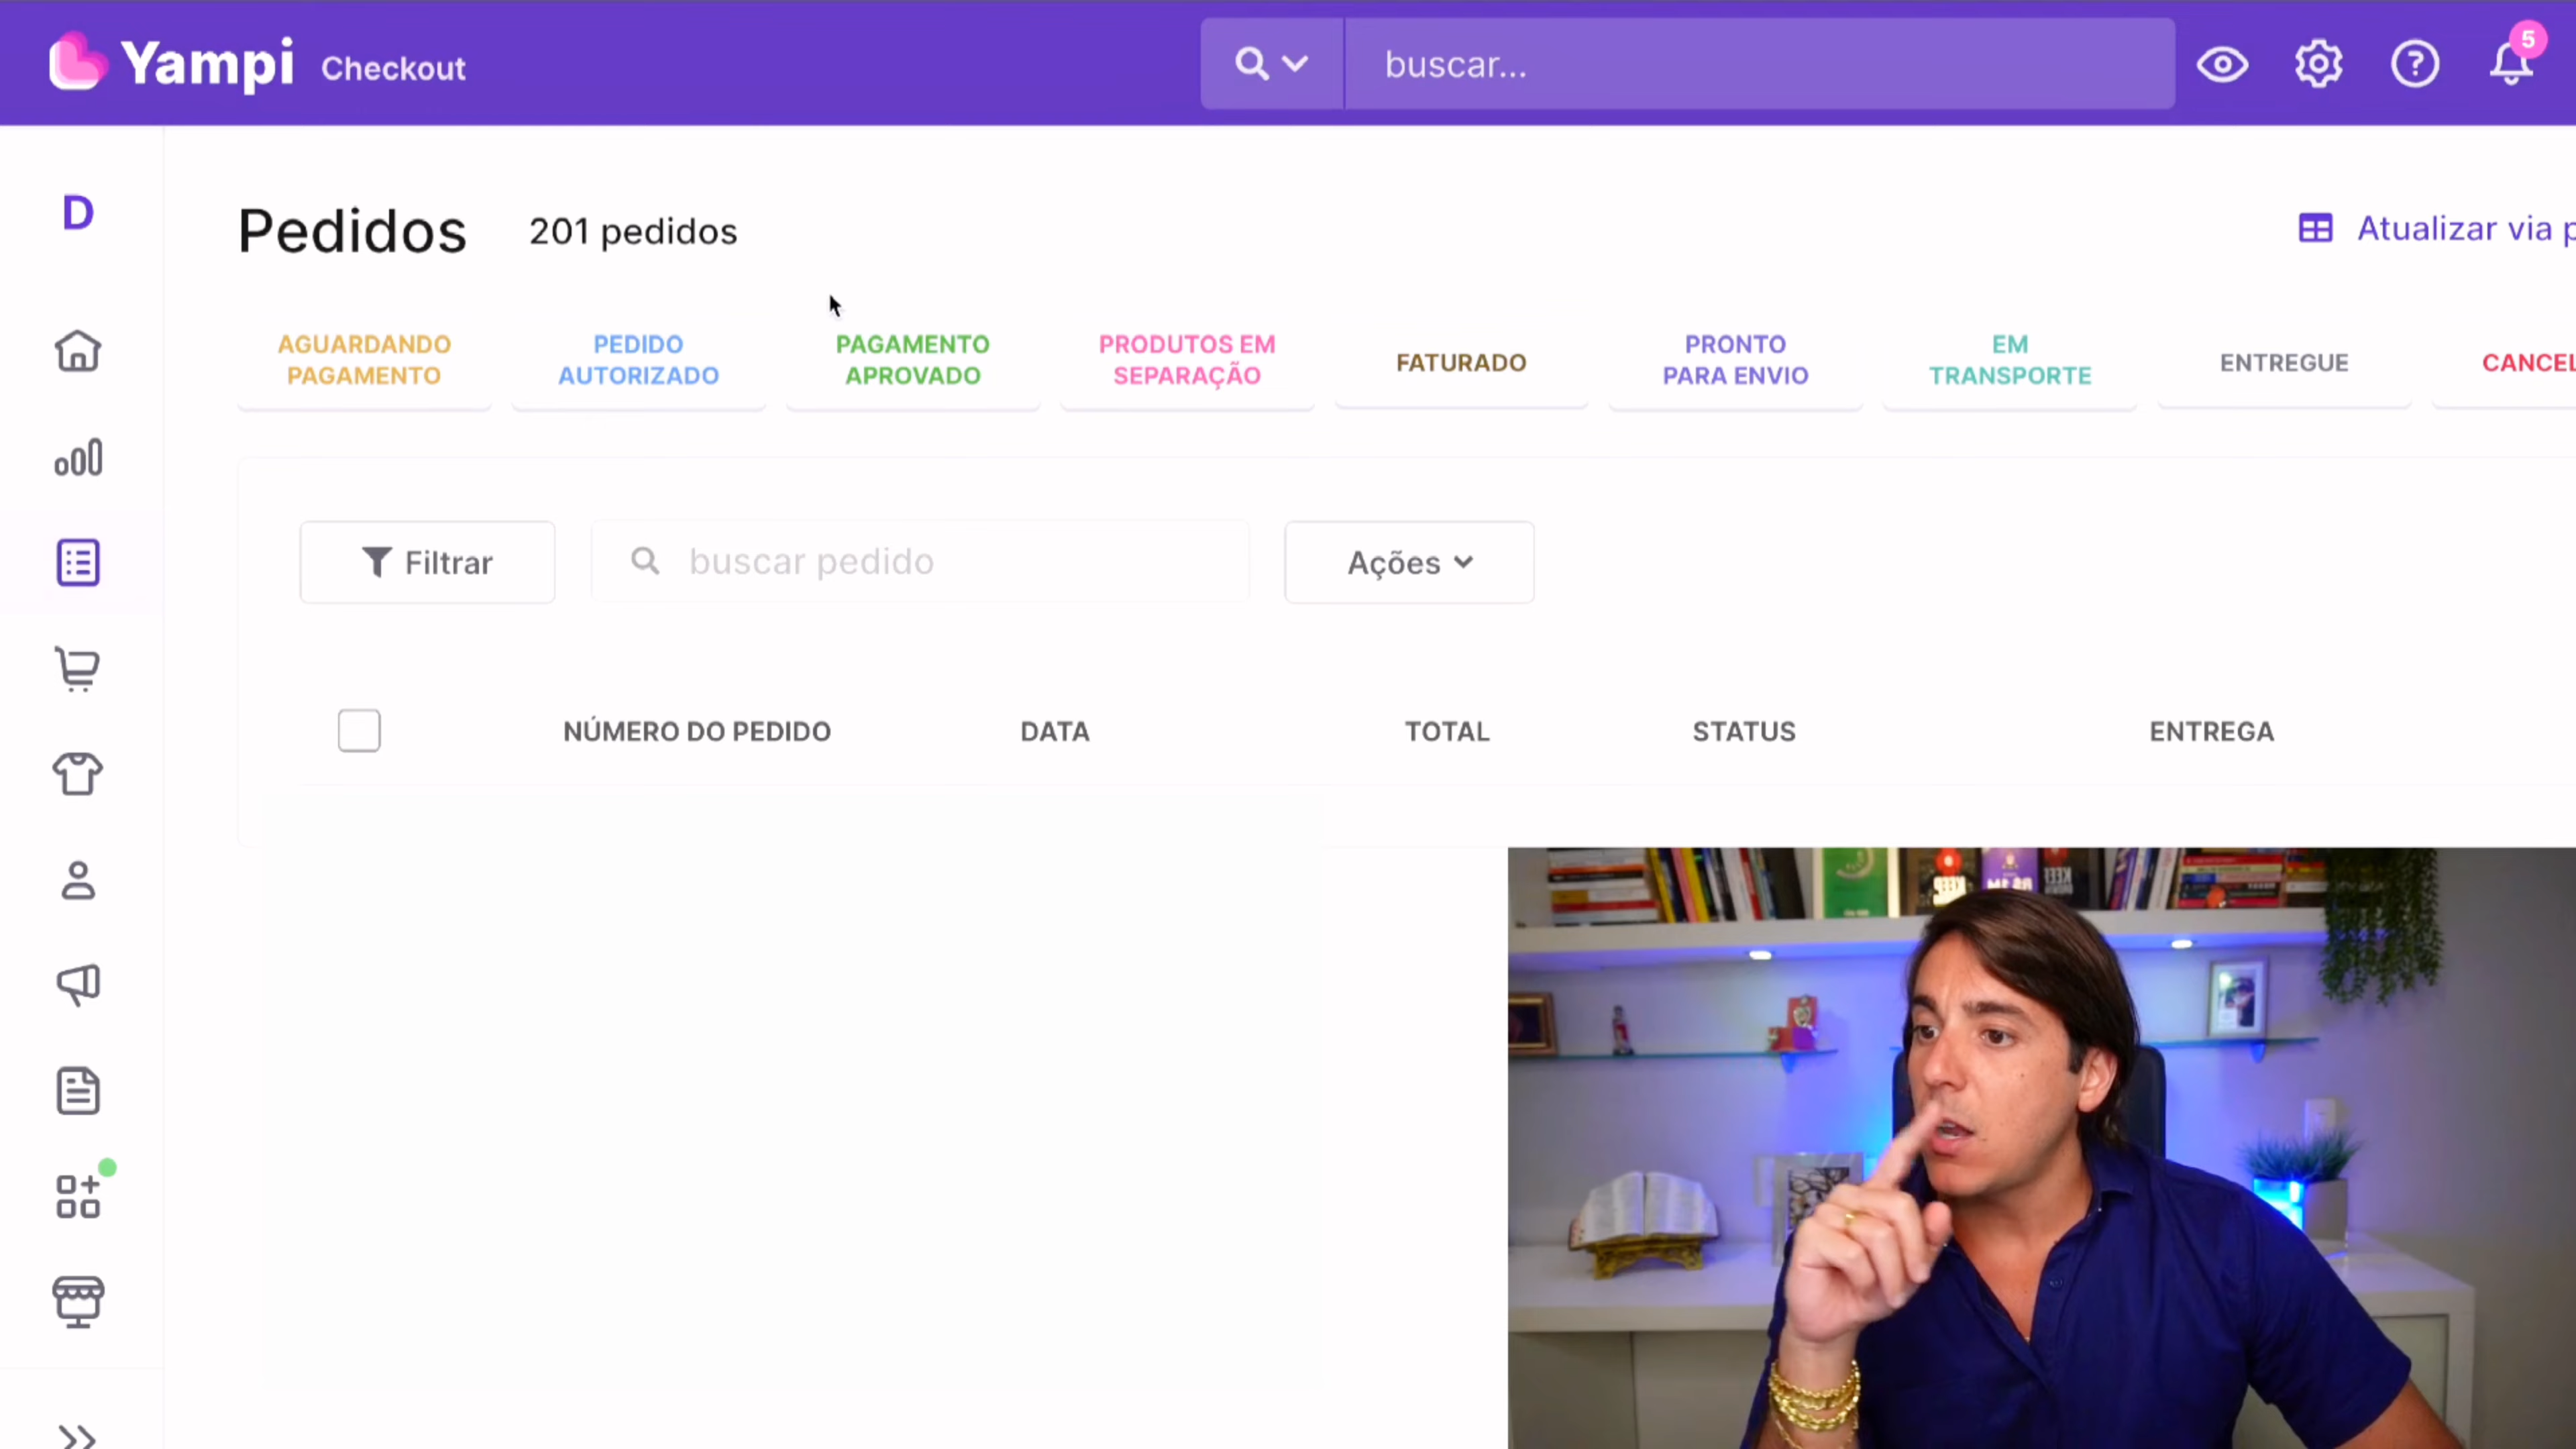 Yampi Checkout
buscar...
5
D
Pedidos 201 pedidos
Atualizar via p
AGUARDANDO
PAGAMENTO
PEDIDO
AUTORIZADO
PAGAMENTO
APROVADO
PRODUTOS EM
SEPARAÇÃO
FATURADO
PRONTO
PARA ENVIO
EM
TRANSPORTE
ENTREGUE
CANCEL
Filtrar
buscar pedido
Ações
NÚMERO DO PEDIDO DATA TOTAL STATUS ENTREGA